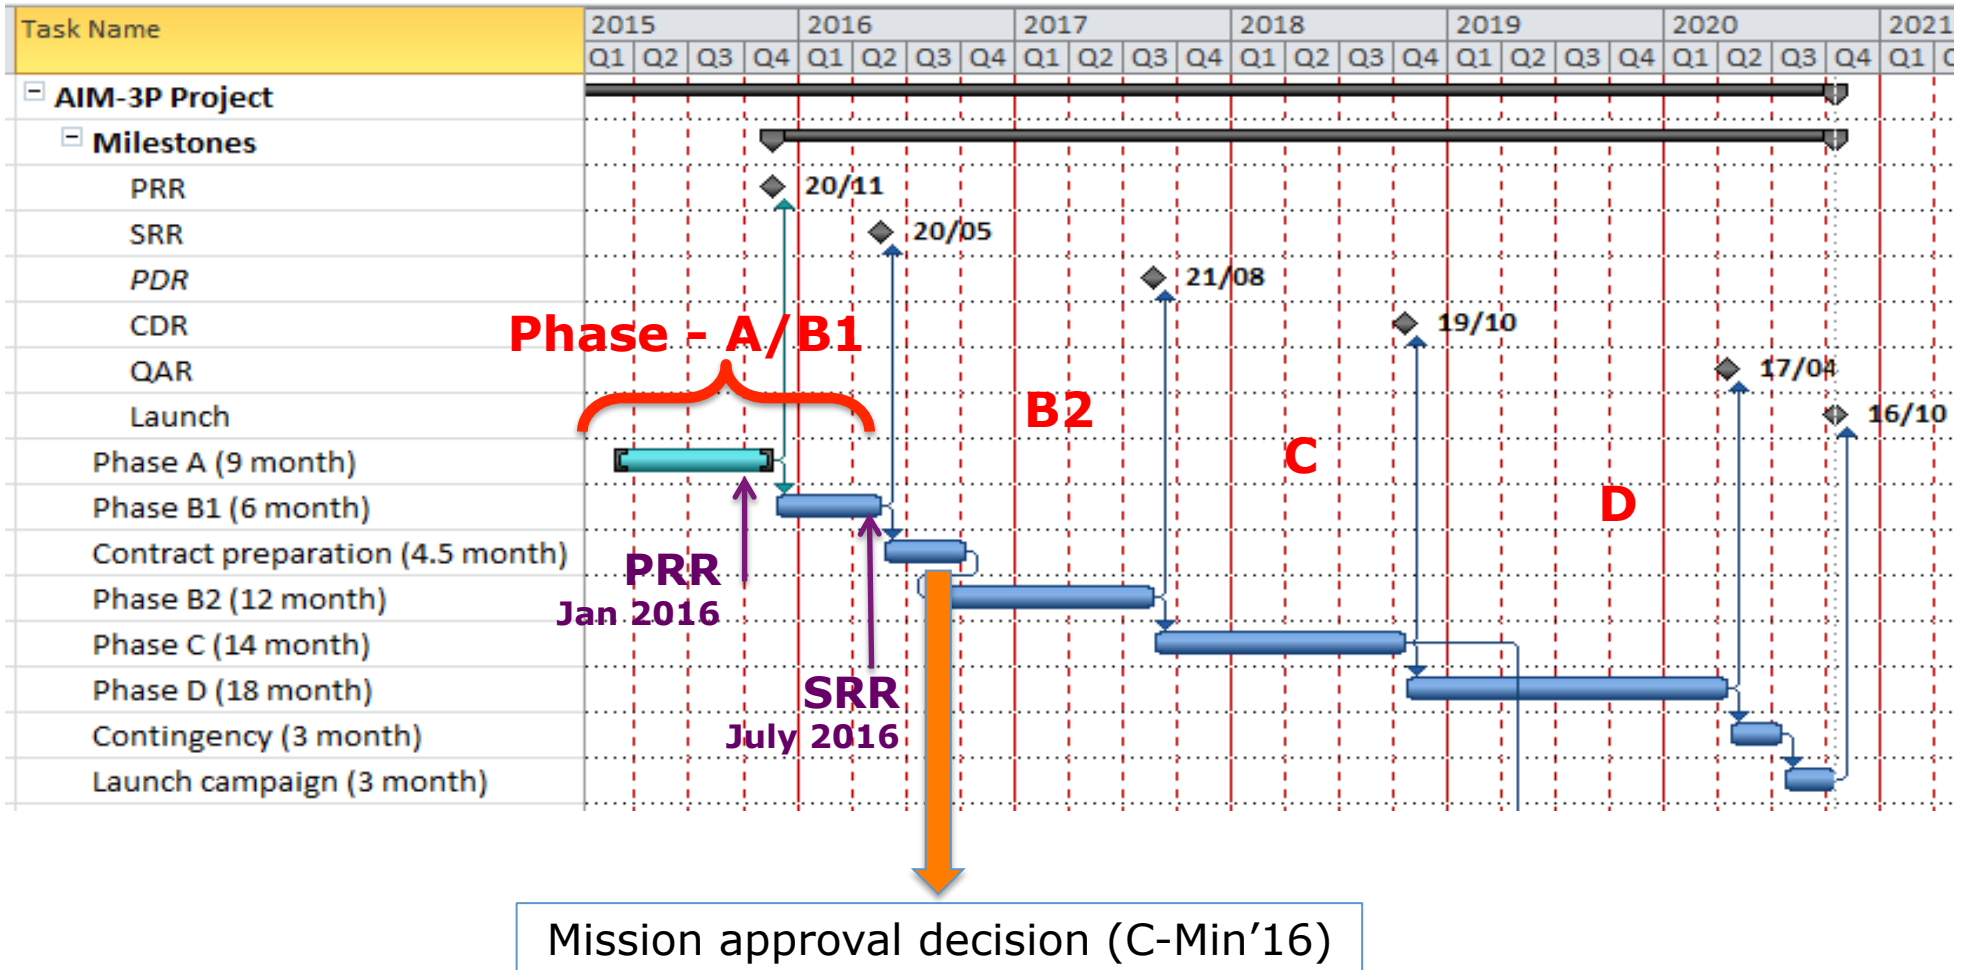 Task Name
2015 2016 2017 2018 2019 2020 2021
Q1 Q2 Q3 Q4 Q1 Q2 Q3 Q4 Q1 Q2 Q3 Q4 Q1 Q2 Q3 Q4 Q1 Q2 Q3 Q4 Q1 Q2 Q3 Q4 Q1
AIM-3P Project
Milestones
PRR 20/11
SRR 20/05
PDR 21/08
CDR 19/10
Phase - A/B1
QAR 17/04
Launch 16/10
B2
Phase A (9 month)
C
Phase B1 (6 month)
D
Contract preparation (4.5 month)
PRR
Jan 2016
Phase B2 (12 month)
Phase C (14 month)
Phase D (18 month)
SRR
July 2016
Contingency (3 month)
Launch campaign (3 month)
Mission approval decision (C-Min’16)